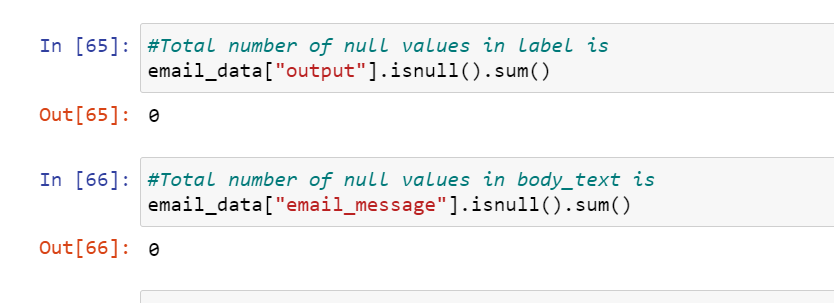 In [65]: #Total number of null values in label is
email_data["output"].isnull().sum()
Out[65]: 0
In [66]: #Total number of null values in body_text is
email_data["email_message"].isnull().sum()
Out[66]: 0